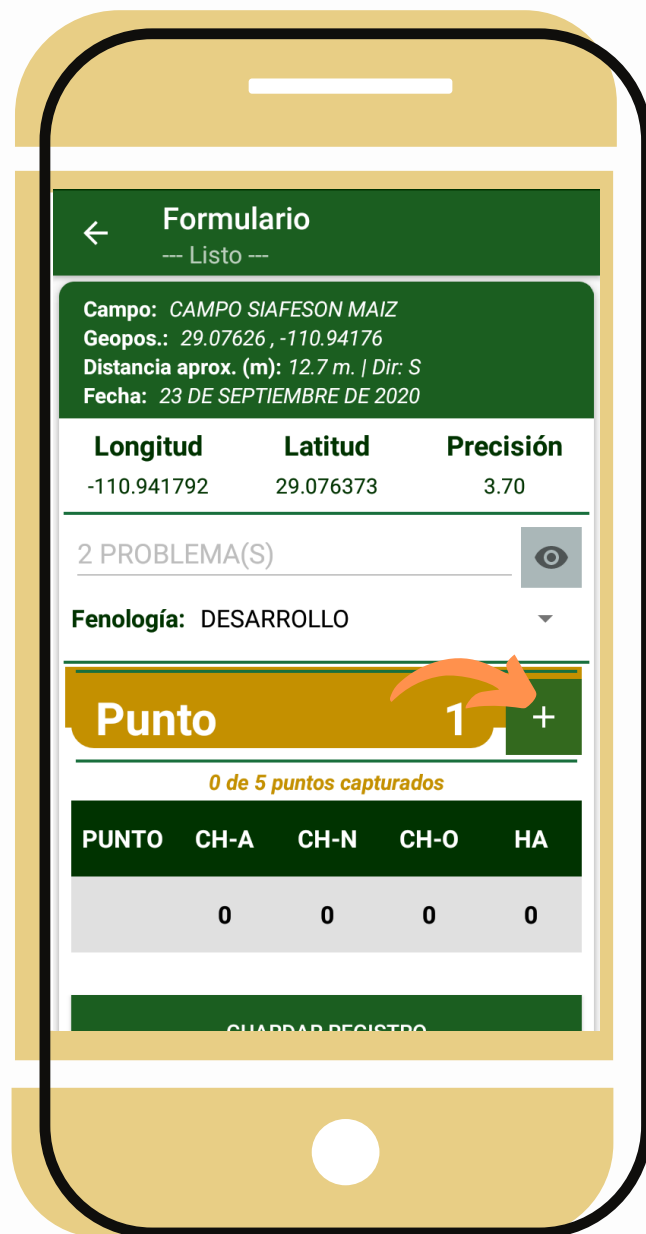 Formulario
--- Listo ---
Campo: CAMPO SIAFESON MAIZ
Geopos.: 29.07626 , -110.94176
Distancia aprox. (m): 12.7 m. | Dir: S
Fecha: 23 DE SEPTIEMBRE DE 2020
Longitud Latitud Precisión
-110.941792 29.076373 3.70
2 PROBLEMA(S)
Fenología: DESARROLLO
Punto 1 +
0 de 5 puntos capturados
PUNTO CH-A CH-N CH-O HA
0 0 0 0
GUARDAR REGISTRO